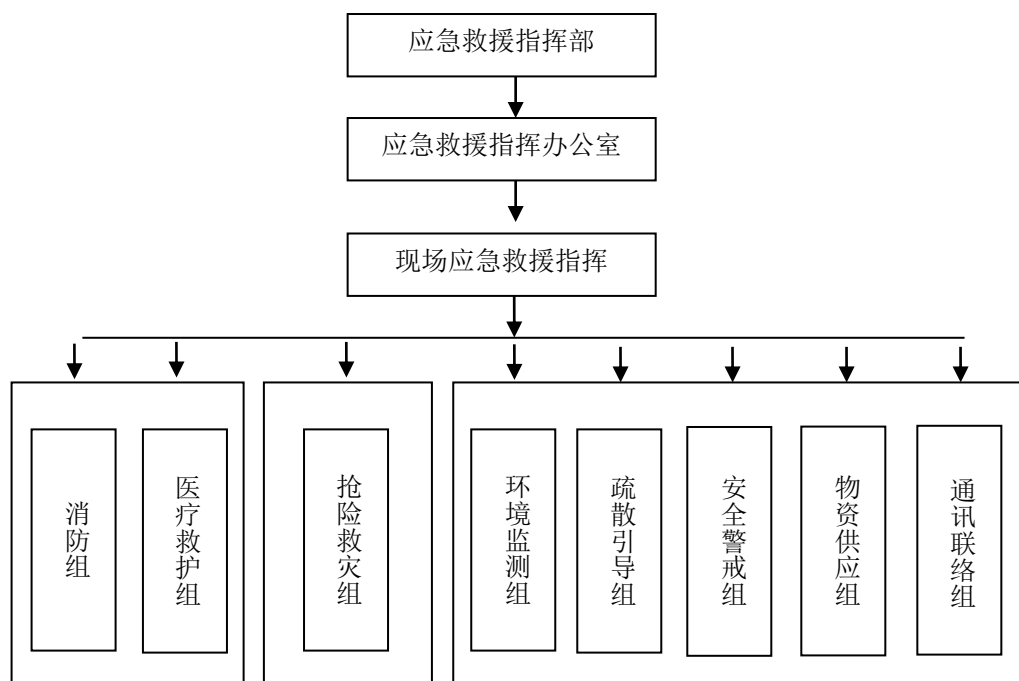 应急救援指挥部
应急救援指挥办公室
现场应急救援指挥
消防组
医疗救护组
抢险救灾组
环境监测组
疏散引导组
安全警戒组
物资供应组
通讯联络组